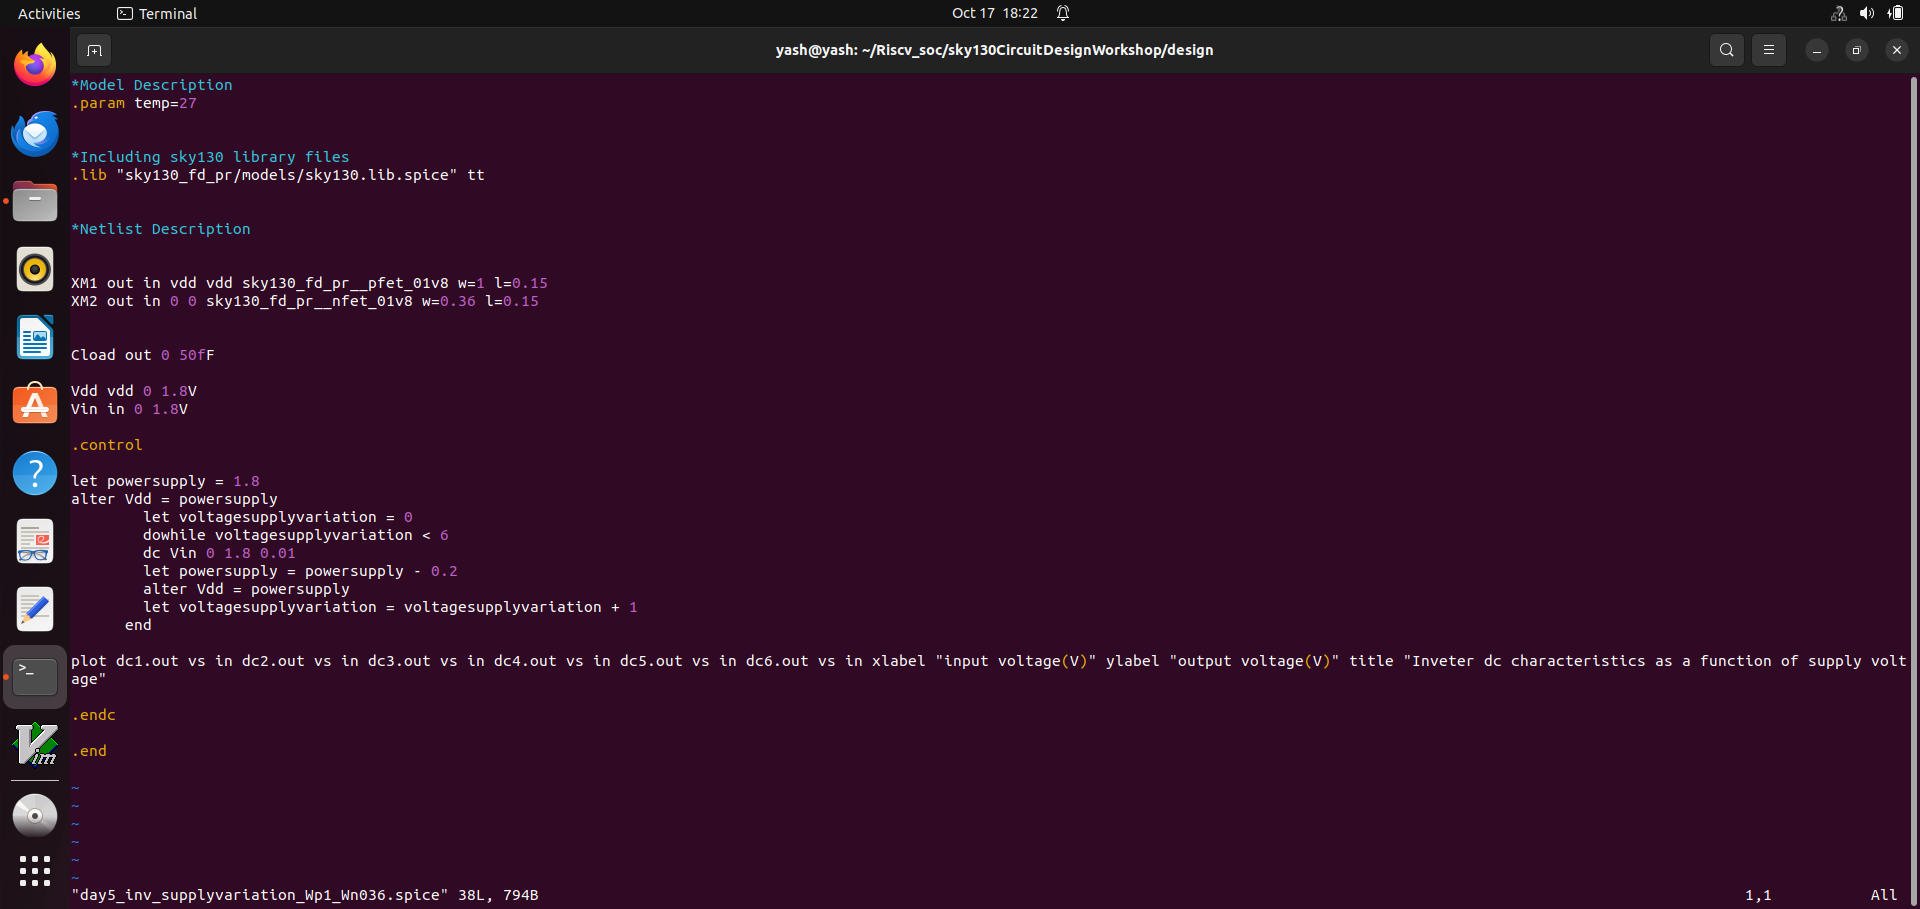 Activities
Terminal
Oct 17 18:22
yash@yash: ~/Riscv_soc/sky130CircuitDesignWorkshop/design
*Model Description
.param temp=27
*Including sky130 library files
.lib "sky130_fd_pr/models/sky130.lib.spice" tt
*Netlist Description
XM1 out in vdd vdd sky130_fd_pr__pfet_01v8 w=1 l=0.15
XM2 out in 0 0 sky130_fd_pr__nfet_01v8 w=0.36 l=0.15
Cload out 0 50fF
Vdd vdd 0 1.8V
Vin in 0 1.8V
.control
let powersupply = 1.8
alter Vdd = powersupply
        let voltagesupplyvariation = 0
        dowhile voltagesupplyvariation < 6
        dc Vin 0 1.8 0.01
        let powersupply = powersupply - 0.2
        alter Vdd = powersupply
        let voltagesupplyvariation = voltagesupplyvariation + 1
      end
plot dc1.out vs in dc2.out vs in dc3.out vs in dc4.out vs in dc5.out vs in dc6.out vs in xlabel "input voltage(V)" ylabel "output voltage(V)" title "Inveter dc characteristics as a function of supply volt
age"
.endc
.end
~
~
~
~
~
~
"day5_inv_supplyvariation_Wp1_Wn036.spice" 38L, 794B
1,1
All